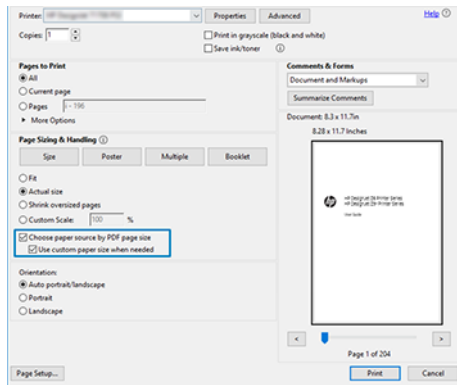 Printer:
Properties
Advanced
Help
Copies: 1
Print in grayscale (black and white)
Save ink/toner
Pages to Print
All
Current page
Pages 1 - 196
More Options
Page Sizing & Handling
Size Poster Multiple Booklet
Fit
Actual size
Shrink oversized pages
Custom Scale: 100 %
Choose paper source by PDF page size
Use custom paper size when needed
Orientation:
Auto portrait/landscape
Portrait
Landscape
Comments & Forms
Document and Markups
Summarize Comments
Document: 8.3 x 11.7in
8.28 x 11.7 Inches
hp
User Guide
< >
Page 1 of 204
Page Setup...
Print
Cancel